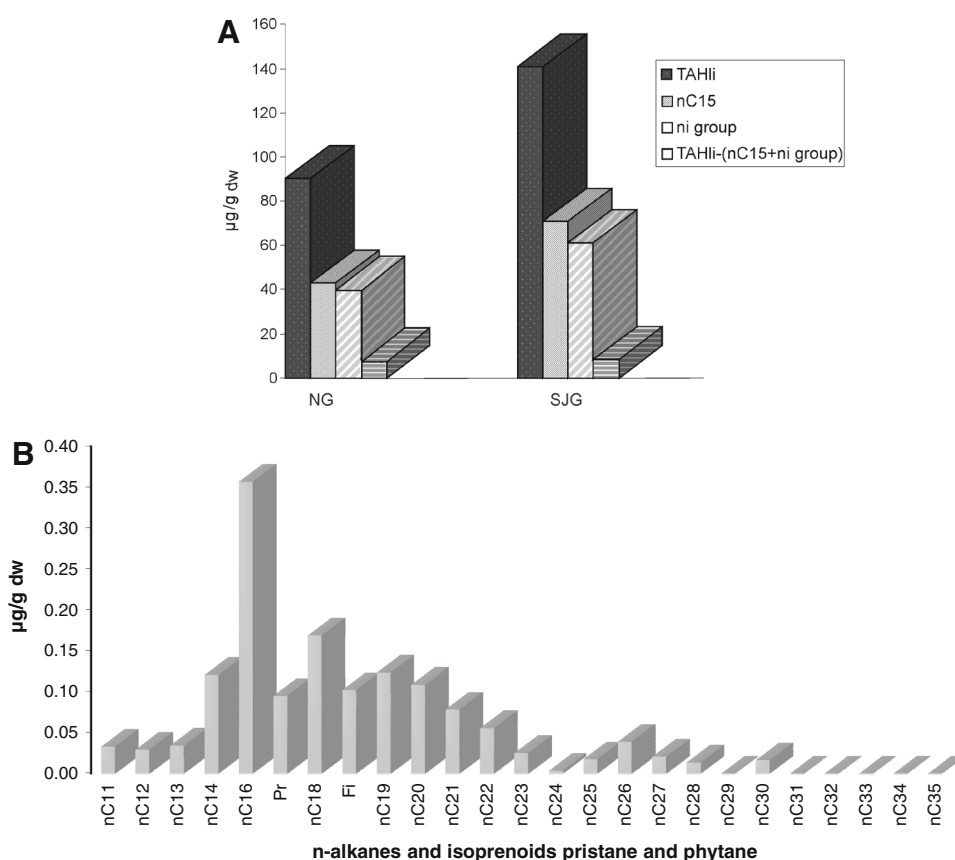 A
160
140
120
100
80
60
40
20
0
µg/g dw
NG
SJG
TAHli
nC15
ni group
TAHli-(nC15+ni group)
B
0.40
0.35
0.30
0.25
0.20
0.15
0.10
0.05
0.00
µg/g dw
nC11
nC12
nC13
nC14
nC16
Pr
nC18
Fi
nC19
nC20
nC21
nC22
nC23
nC24
nC25
nC26
nC27
nC28
nC29
nC30
nC31
nC32
nC33
nC34
nC35
n-alkanes and isoprenoids pristane and phytane